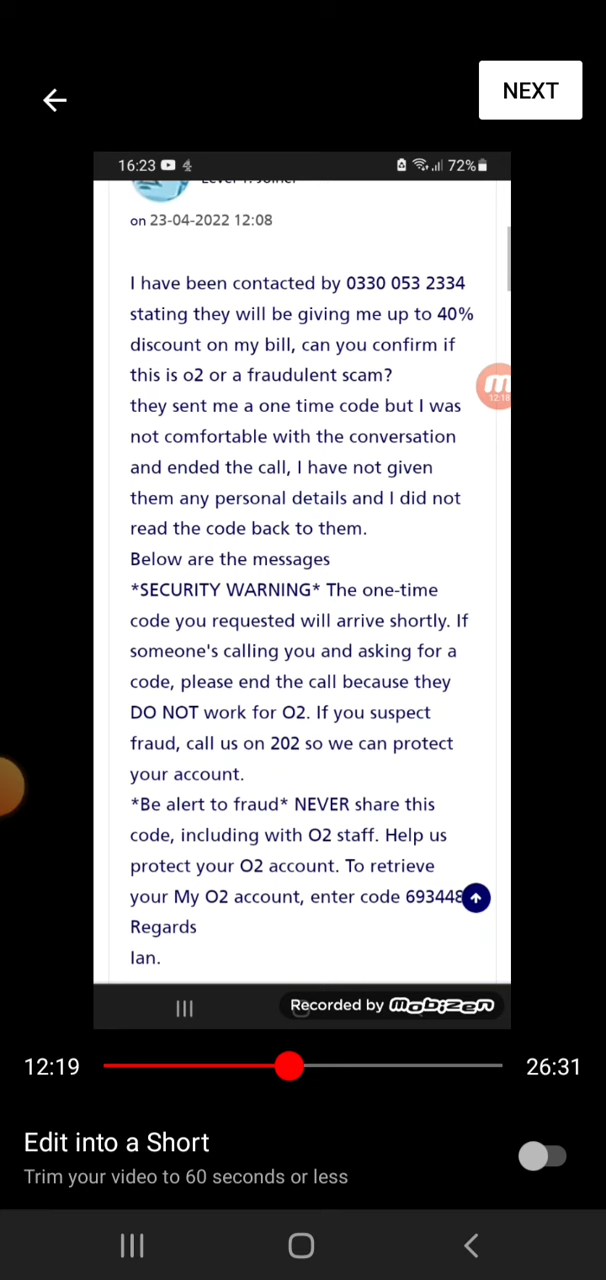 NEXT
16:23 72%
on 23-04-2022 12:08
I have been contacted by 0330 053 2334
stating they will be giving me up to 40%
discount on my bill, can you confirm if
this is o2 or a fraudulent scam?
they sent me a one time code but I was
not comfortable with the conversation
and ended the call, I have not given
them any personal details and I did not
read the code back to them.
Below are the messages
*SECURITY WARNING* The one-time
code you requested will arrive shortly. If
someone's calling you and asking for a
code, please end the call because they
DO NOT work for O2. If you suspect
fraud, call us on 202 so we can protect
your account.
*Be alert to fraud* NEVER share this
code, including with O2 staff. Help us
protect your O2 account. To retrieve
your My O2 account, enter code 693448
Regards
Ian.
Recorded by mobizen
12:19 26:31
Edit into a Short
Trim your video to 60 seconds or less